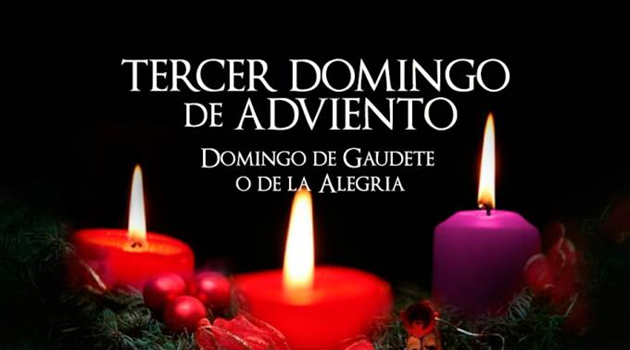 TERCER DOMINGO
DE ADVIENTO
DOMINGO DE GAUDETE
O DE LA ALEGRIA